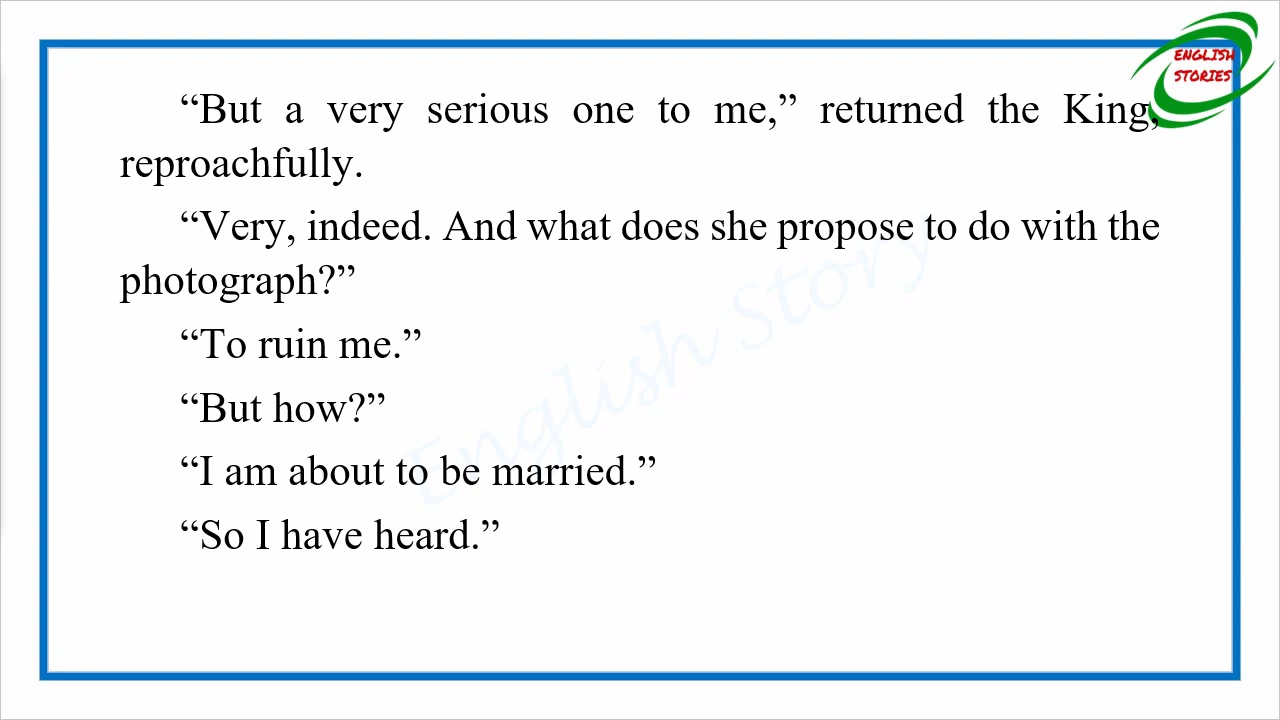 ENGLISH
STORIES
“But a very serious one to me,” returned the King,
reproachfully.
“Very, indeed. And what does she propose to do with the
photograph?”
“To ruin me.”
“But how?”
“I am about to be married.”
“So I have heard.”
English Story